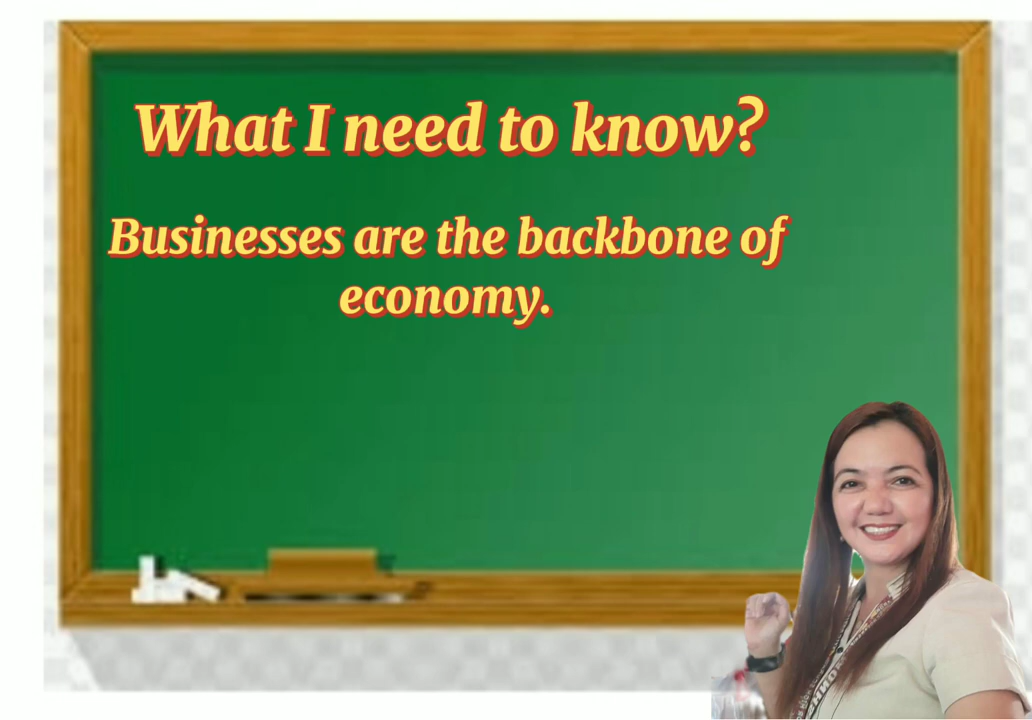 What I need to know?
Businesses are the backbone of
economy.